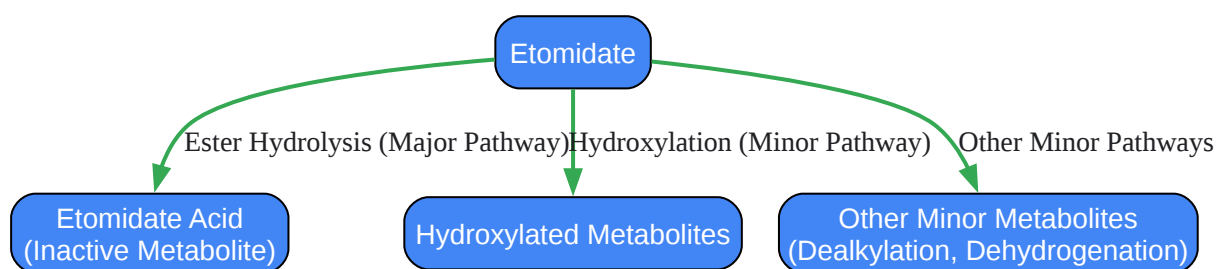 Etomidate
Ester Hydrolysis (Major Pathway)
Hydroxylation (Minor Pathway)
Other Minor Pathways
Etomidate Acid
(Inactive Metabolite)
Hydroxylated Metabolites
Other Minor Metabolites
(Dealkylation, Dehydrogenation)